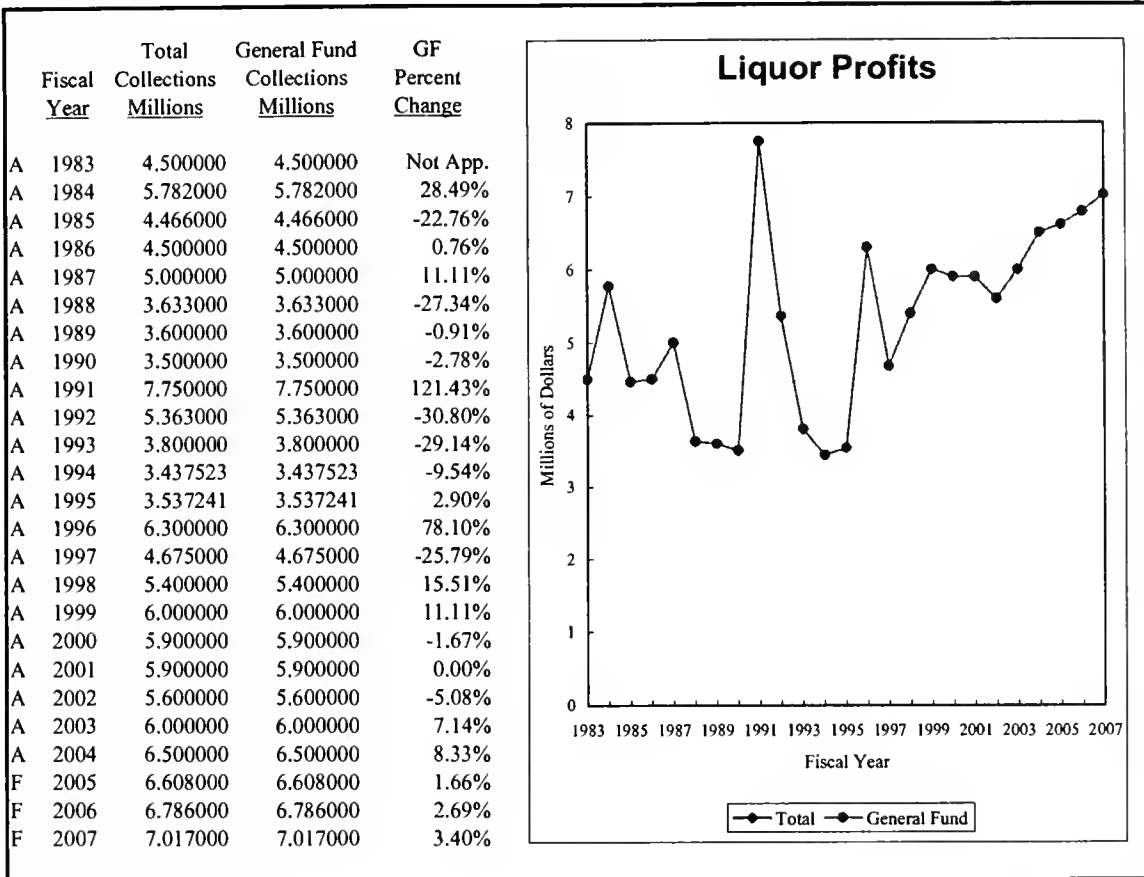 Total General Fund GF
Fiscal Collections Collections Percent
Year Millions Millions Change
A 1983 4.500000 4.500000 Not App.
A 1984 5.782000 5.782000 28.49%
A 1985 4.466000 4.466000 -22.76%
A 1986 4.500000 4.500000 0.76%
A 1987 5.000000 5.000000 11.11%
A 1988 3.633000 3.633000 -27.34%
A 1989 3.600000 3.600000 -0.91%
A 1990 3.500000 3.500000 -2.78%
A 1991 7.750000 7.750000 121.43%
A 1992 5.363000 5.363000 -30.80%
A 1993 3.800000 3.800000 -29.14%
A 1994 3.437523 3.437523 -9.54%
A 1995 3.537241 3.537241 2.90%
A 1996 6.300000 6.300000 78.10%
A 1997 4.675000 4.675000 -25.79%
A 1998 5.400000 5.400000 15.51%
A 1999 6.000000 6.000000 11.11%
A 2000 5.900000 5.900000 -1.67%
A 2001 5.900000 5.900000 0.00%
A 2002 5.600000 5.600000 -5.08%
A 2003 6.000000 6.000000 7.14%
A 2004 6.500000 6.500000 8.33%
F 2005 6.608000 6.608000 1.66%
F 2006 6.786000 6.786000 2.69%
F 2007 7.017000 7.017000 3.40%
Liquor Profits
Millions of Dollars
8
7
6
5
4
3
2
1
0
1983 1985 1987 1989 1991 1993 1995 1997 1999 2001 2003 2005 2007
Fiscal Year
Total General Fund